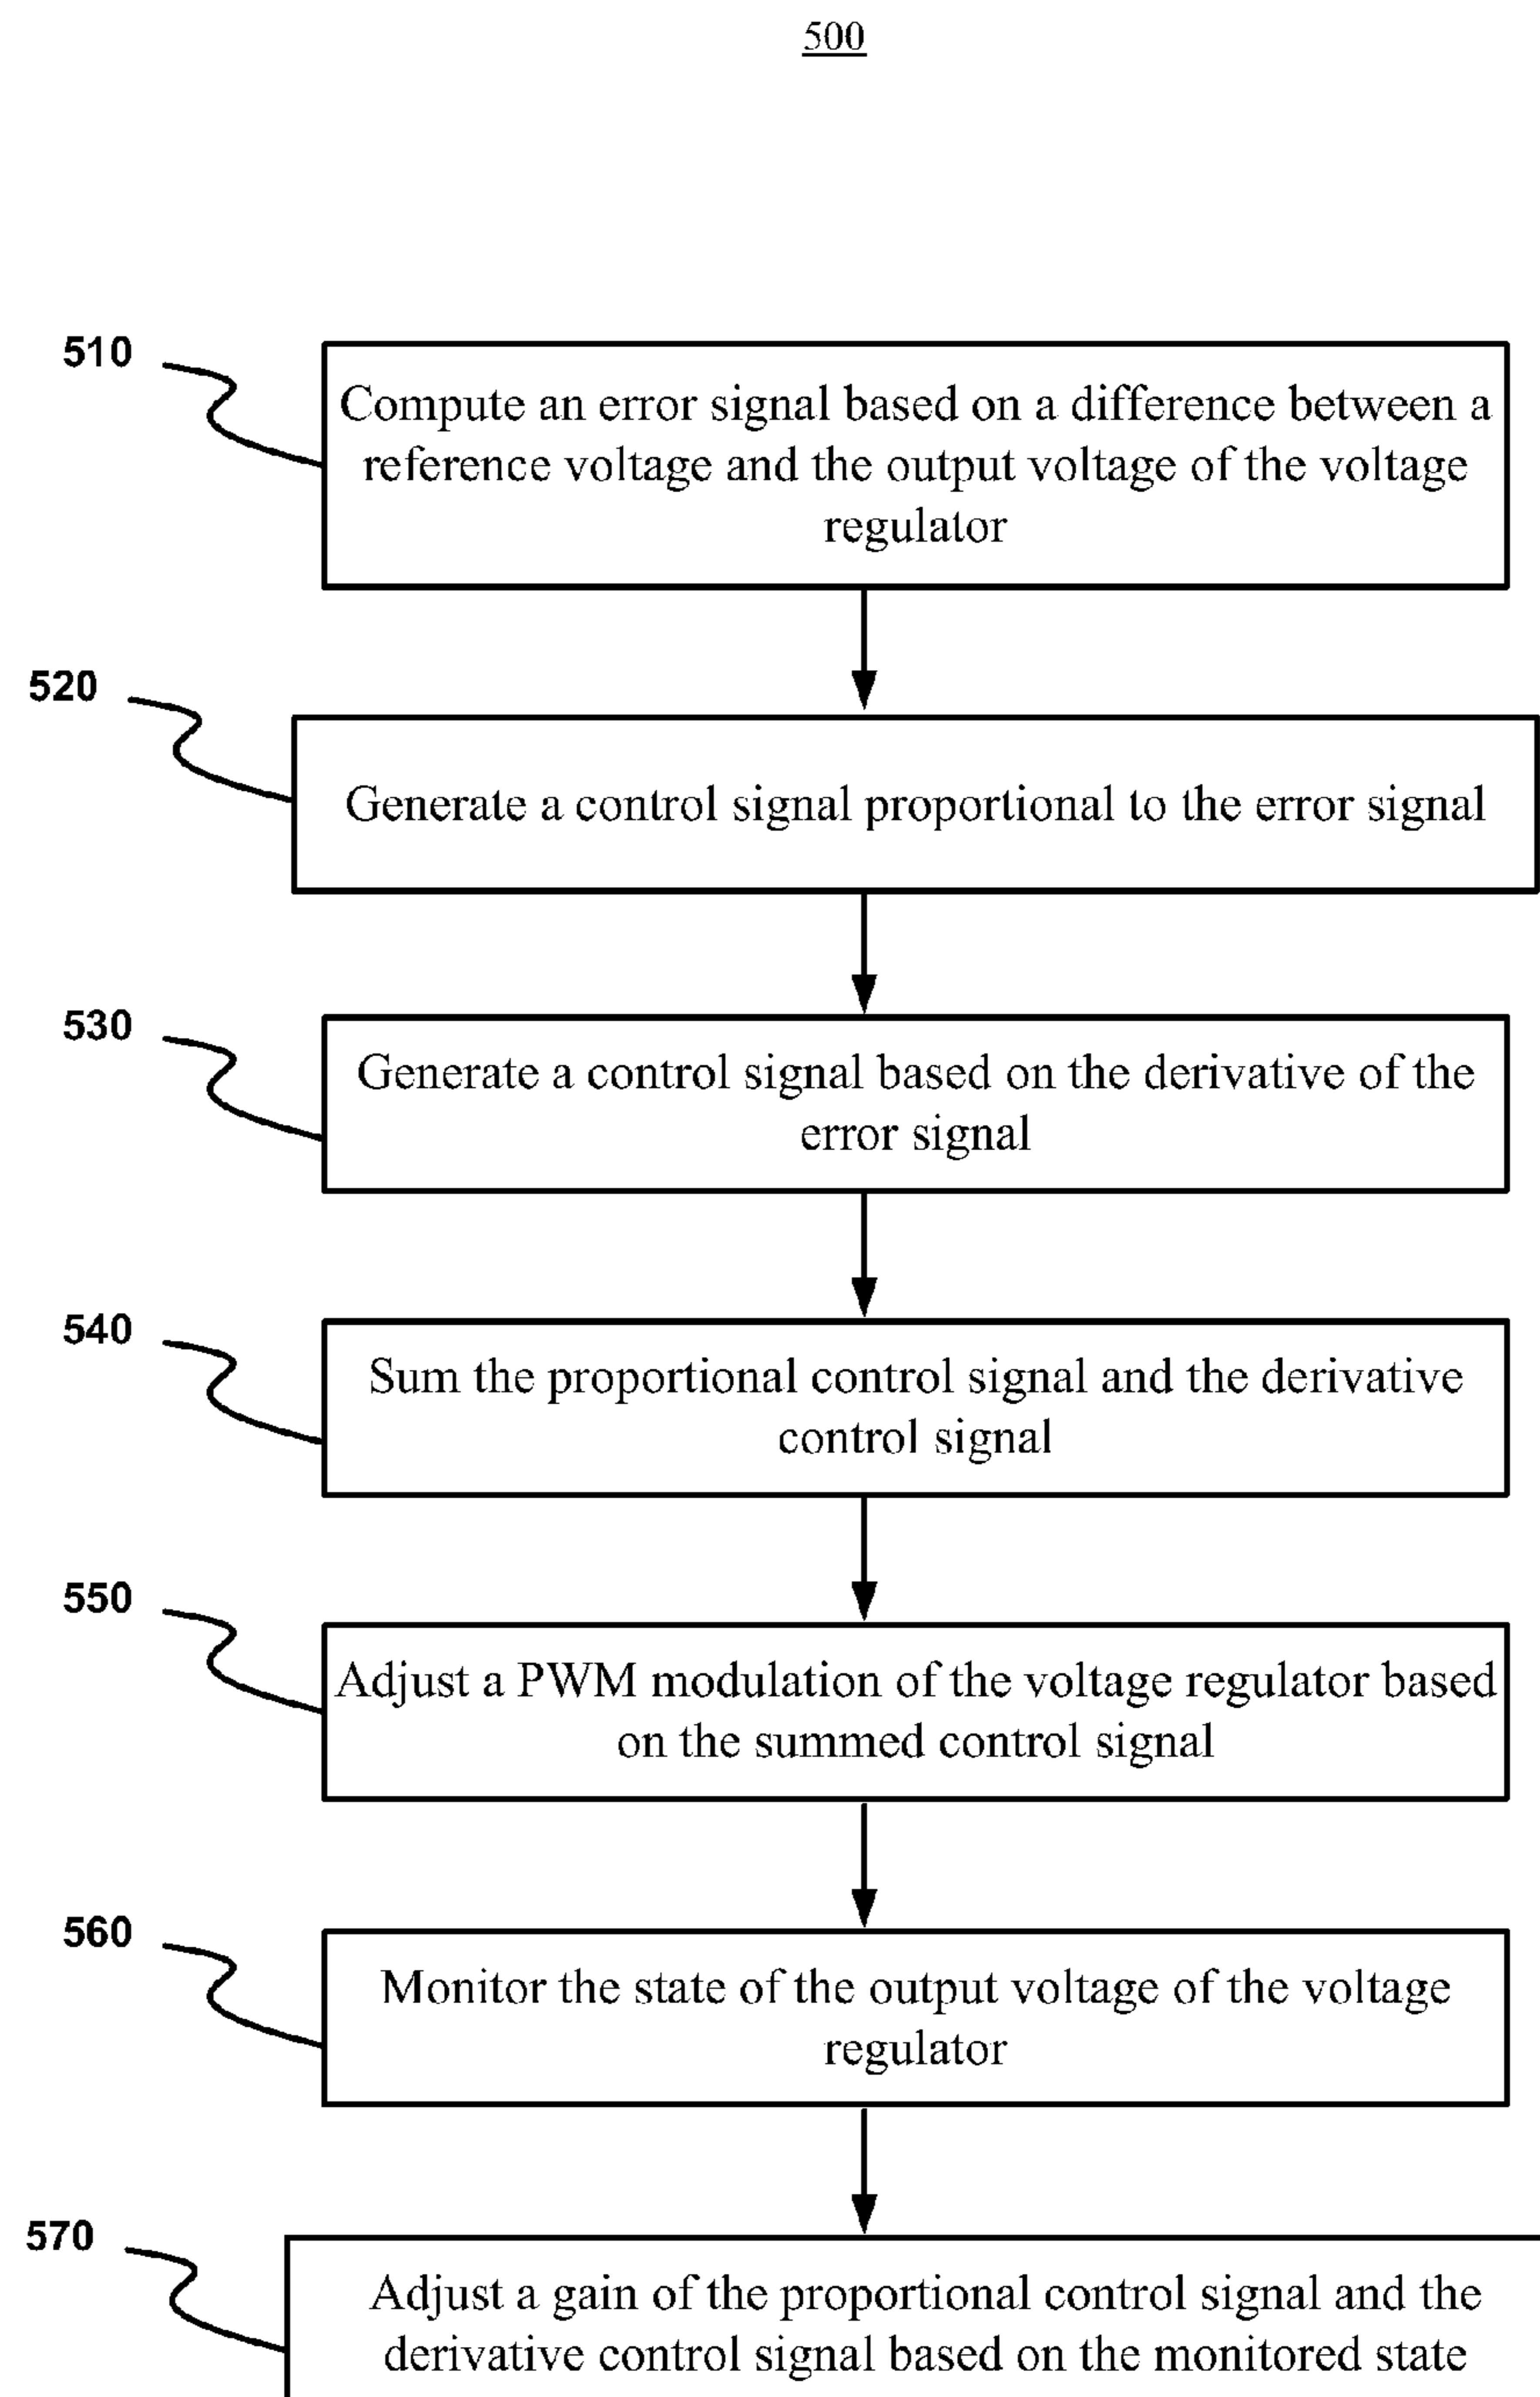 500
510
Compute an error signal based on a difference between a
reference voltage and the output voltage of the voltage
regulator
520
Generate a control signal proportional to the error signal
530
Generate a control signal based on the derivative of the
error signal
540
Sum the proportional control signal and the derivative
control signal
550
Adjust a PWM modulation of the voltage regulator based
on the summed control signal
560
Monitor the state of the output voltage of the voltage
regulator
570
Adjust a gain of the proportional control signal and the
derivative control signal based on the monitored state